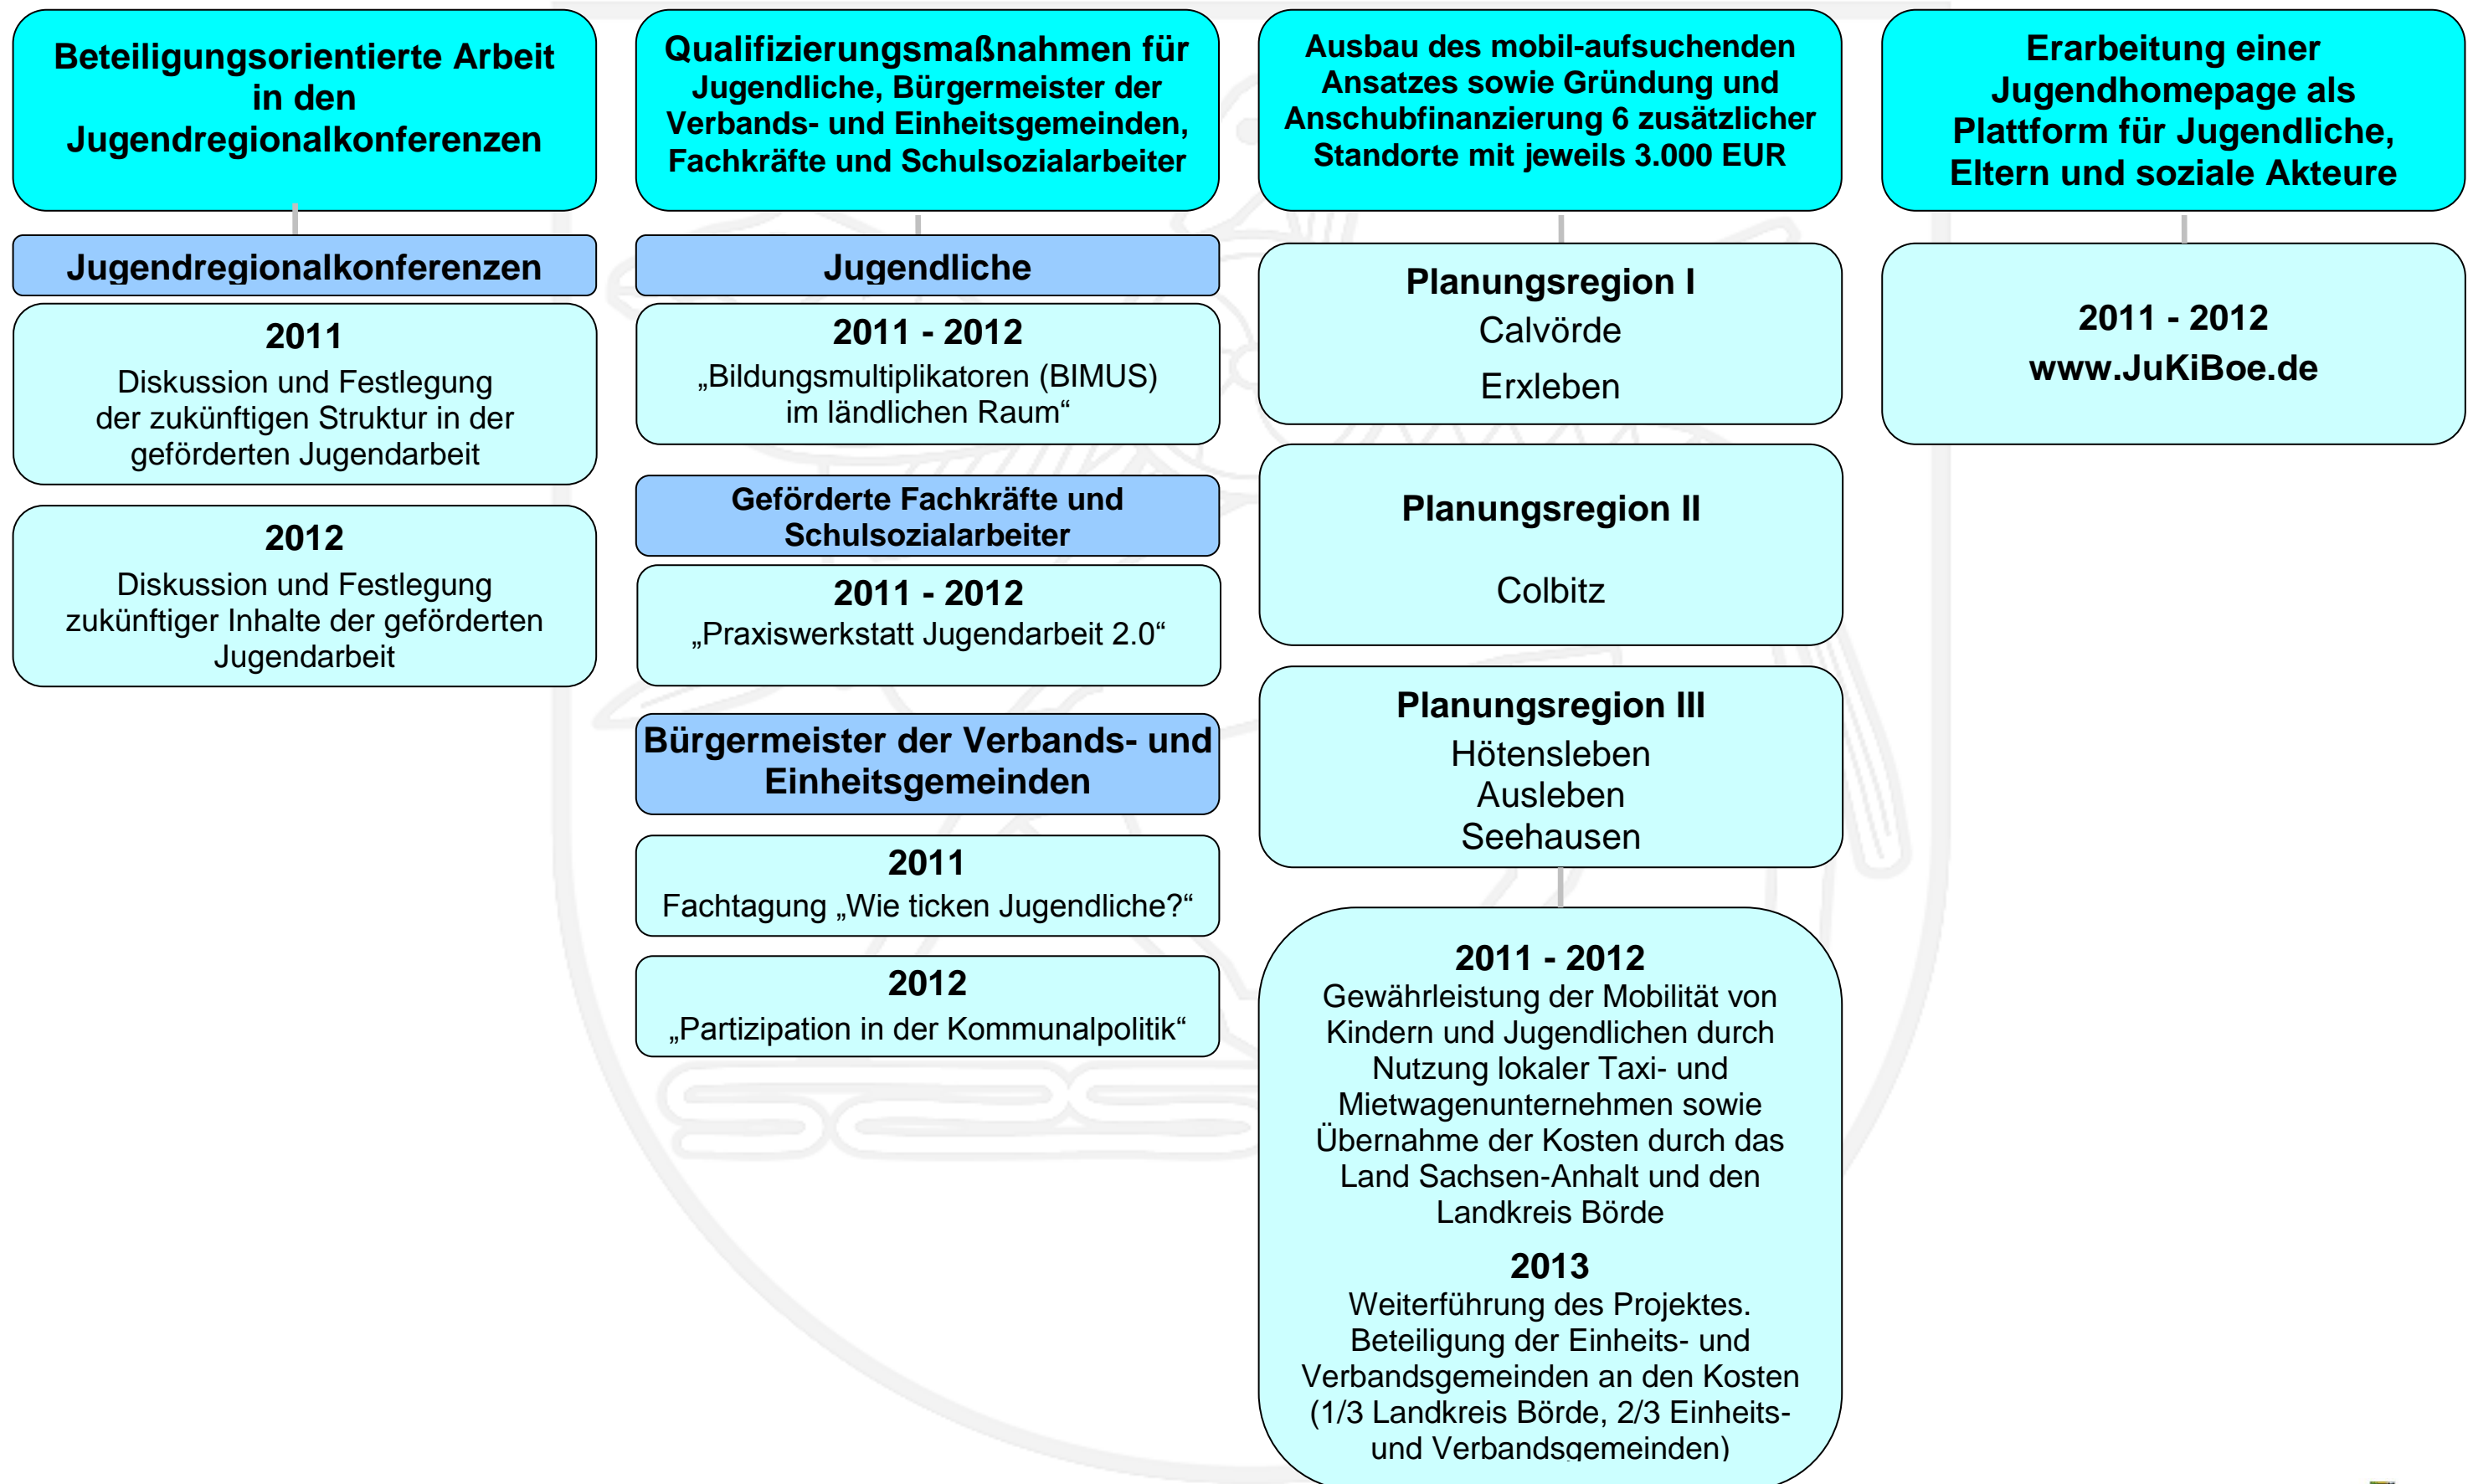 Beteiligungsorientierte Arbeit
in den
Jugendregionalkonferenzen
Jugendregionalkonferenzen
2011
Diskussion und Festlegung
der zukünftigen Struktur in der
geförderten Jugendarbeit
2012
Diskussion und Festlegung
zukünftiger Inhalte der geförderten
Jugendarbeit
Qualifizierungsmaßnahmen für
Jugendliche, Bürgermeister der
Verbands- und Einheitsgemeinden,
Fachkräfte und Schulsozialarbeiter
Jugendliche
2011 - 2012
„Bildungsmultiplikatoren (BIMUS)
im ländlichen Raum“
Geförderte Fachkräfte und
Schulsozialarbeiter
2011 - 2012
„Praxiswerkstatt Jugendarbeit 2.0“
Bürgermeister der Verbands- und
Einheitsgemeinden
2011
Fachtagung „Wie ticken Jugendliche?“
2012
„Partizipation in der Kommunalpolitik“
Ausbau des mobil-aufsuchenden
Ansatzes sowie Gründung und
Anschubfinanzierung 6 zusätzlicher
Standorte mit jeweils 3.000 EUR
Planungsregion I
Calvörde
Erxleben
Planungsregion II
Colbitz
Planungsregion III
Hötensleben
Ausleben
Seehausen
2011 - 2012
Gewährleistung der Mobilität von
Kindern und Jugendlichen durch
Nutzung lokaler Taxi- und
Mietwagenunternehmen sowie
Übernahme der Kosten durch das
Land Sachsen-Anhalt und den
Landkreis Börde
2013
Weiterführung des Projektes.
Beteiligung der Einheits- und
Verbandsgemeinden an den Kosten
(1/3 Landkreis Börde, 2/3 Einheits-
und Verbandsgemeinden)
Erarbeitung einer
Jugendhomepage als
Plattform für Jugendliche,
Eltern und soziale Akteure
2011 - 2012
www.JuKiBoe.de